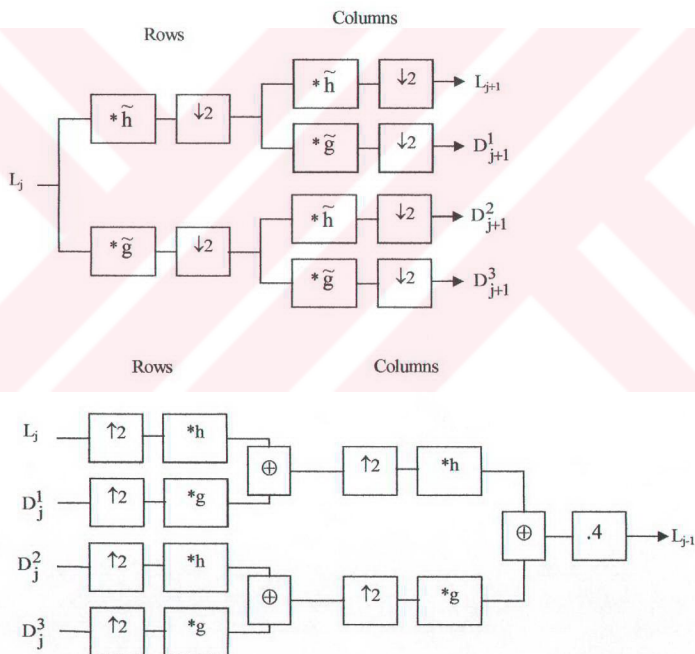 Columns
Rows
* h̃ ↓2 L_{j+1}
* h̃ ↓2
* g̃ ↓2 D^1_{j+1}
L_j
* h̃ ↓2 D^2_{j+1}
* g̃ ↓2
* g̃ ↓2 D^3_{j+1}
Rows Columns
L_j ↑2 *h
⊕ ↑2 *h
D^1_j ↑2 *g
⊕ .4 L_{j-1}
D^2_j ↑2 *h
⊕ ↑2 *g
D^3_j ↑2 *g